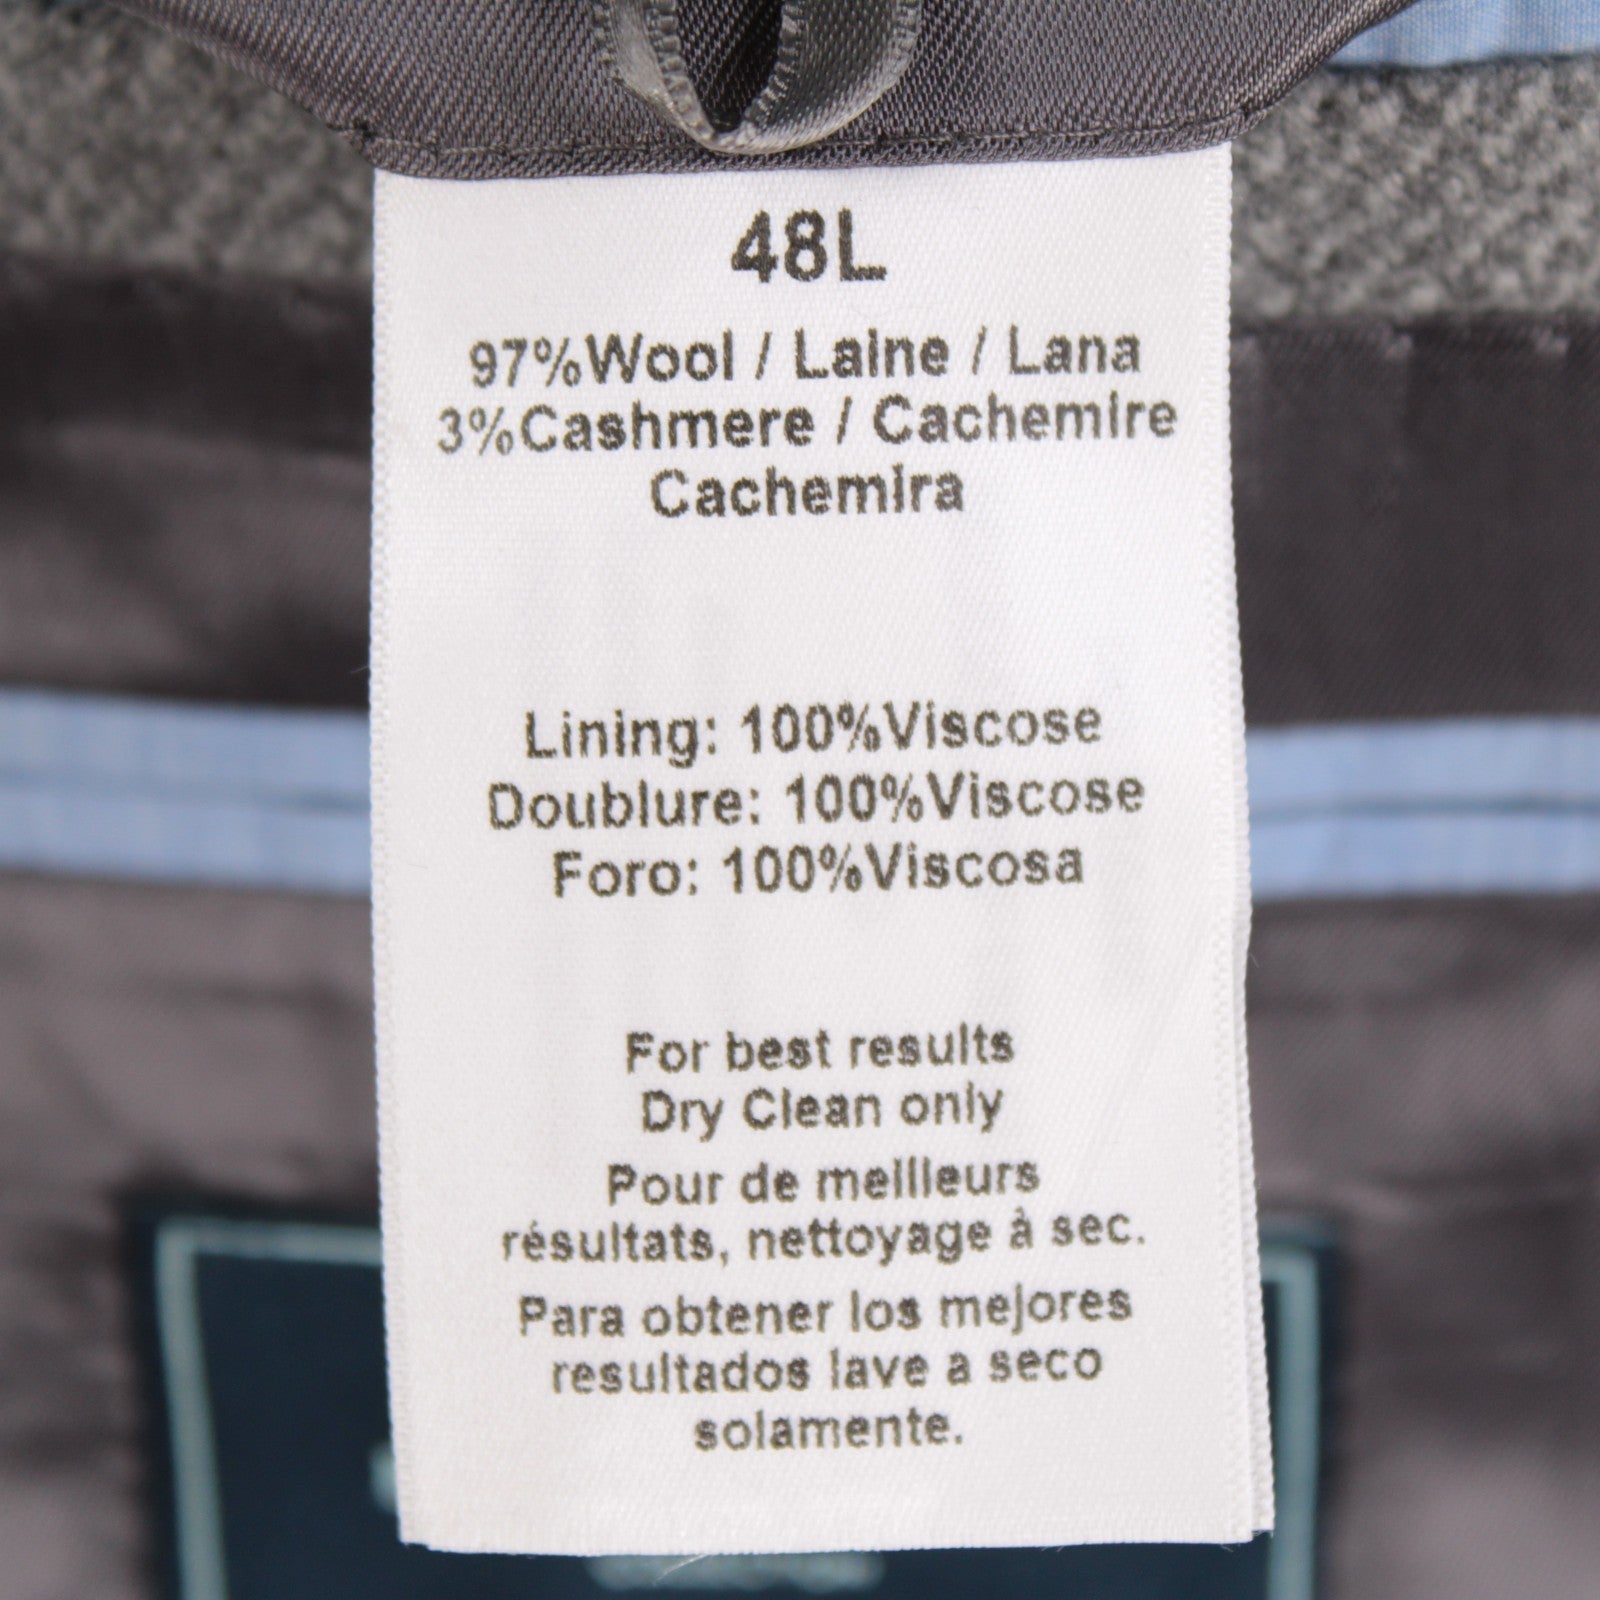 48L
97%Wool / Laine / Lana
3%Cashmere / Cachemire
Cachemira
Lining: 100%Viscose
Doublure: 100%Viscose
Foro: 100%Viscosa
For best results
Dry Clean only
Pour de meilleurs
résultats, nettoyage à sec.
Para obtener los mejores
resultados lave a seco
solamente.